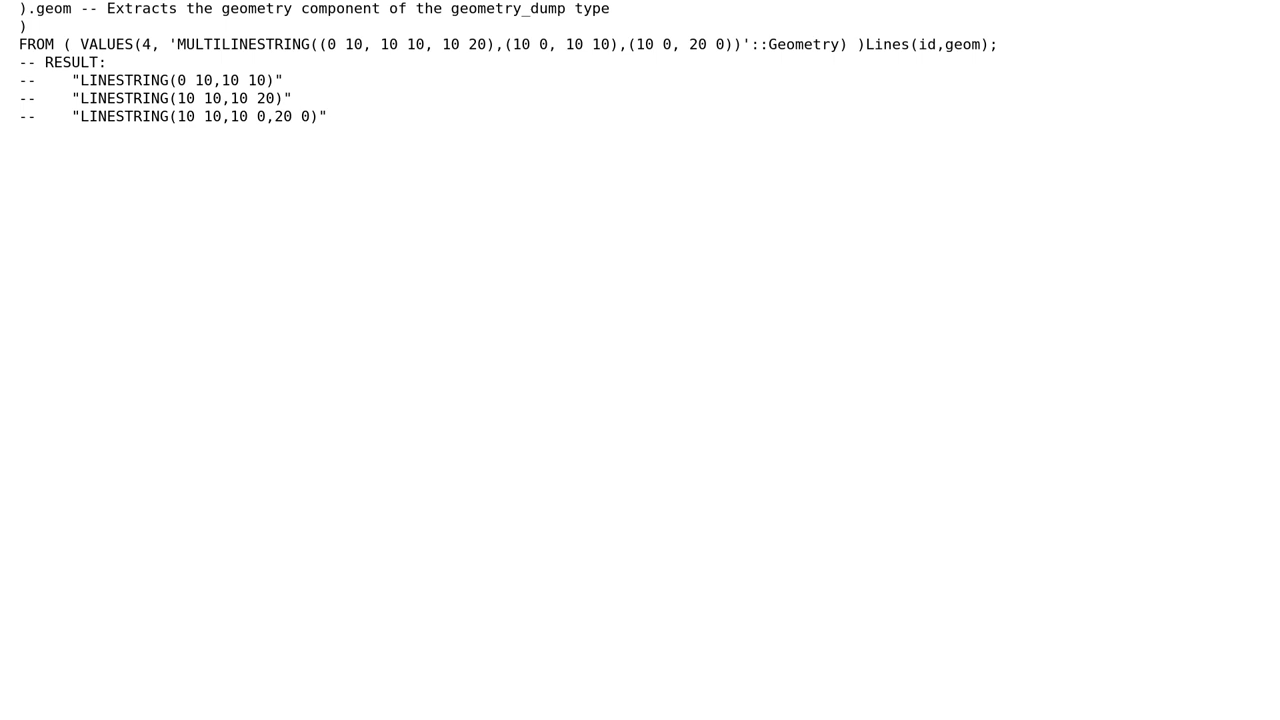 ).geom -- Extracts the geometry component of the geometry_dump type
)
FROM ( VALUES(4, 'MULTILINESTRING((0 10, 10 10, 10 20),(10 0, 10 10),(10 0, 20 0))'::Geometry) )Lines(id,geom);
-- RESULT:
--    "LINESTRING(0 10,10 10)"
--    "LINESTRING(10 10,10 20)"
--    "LINESTRING(10 10,10 0,20 0)"